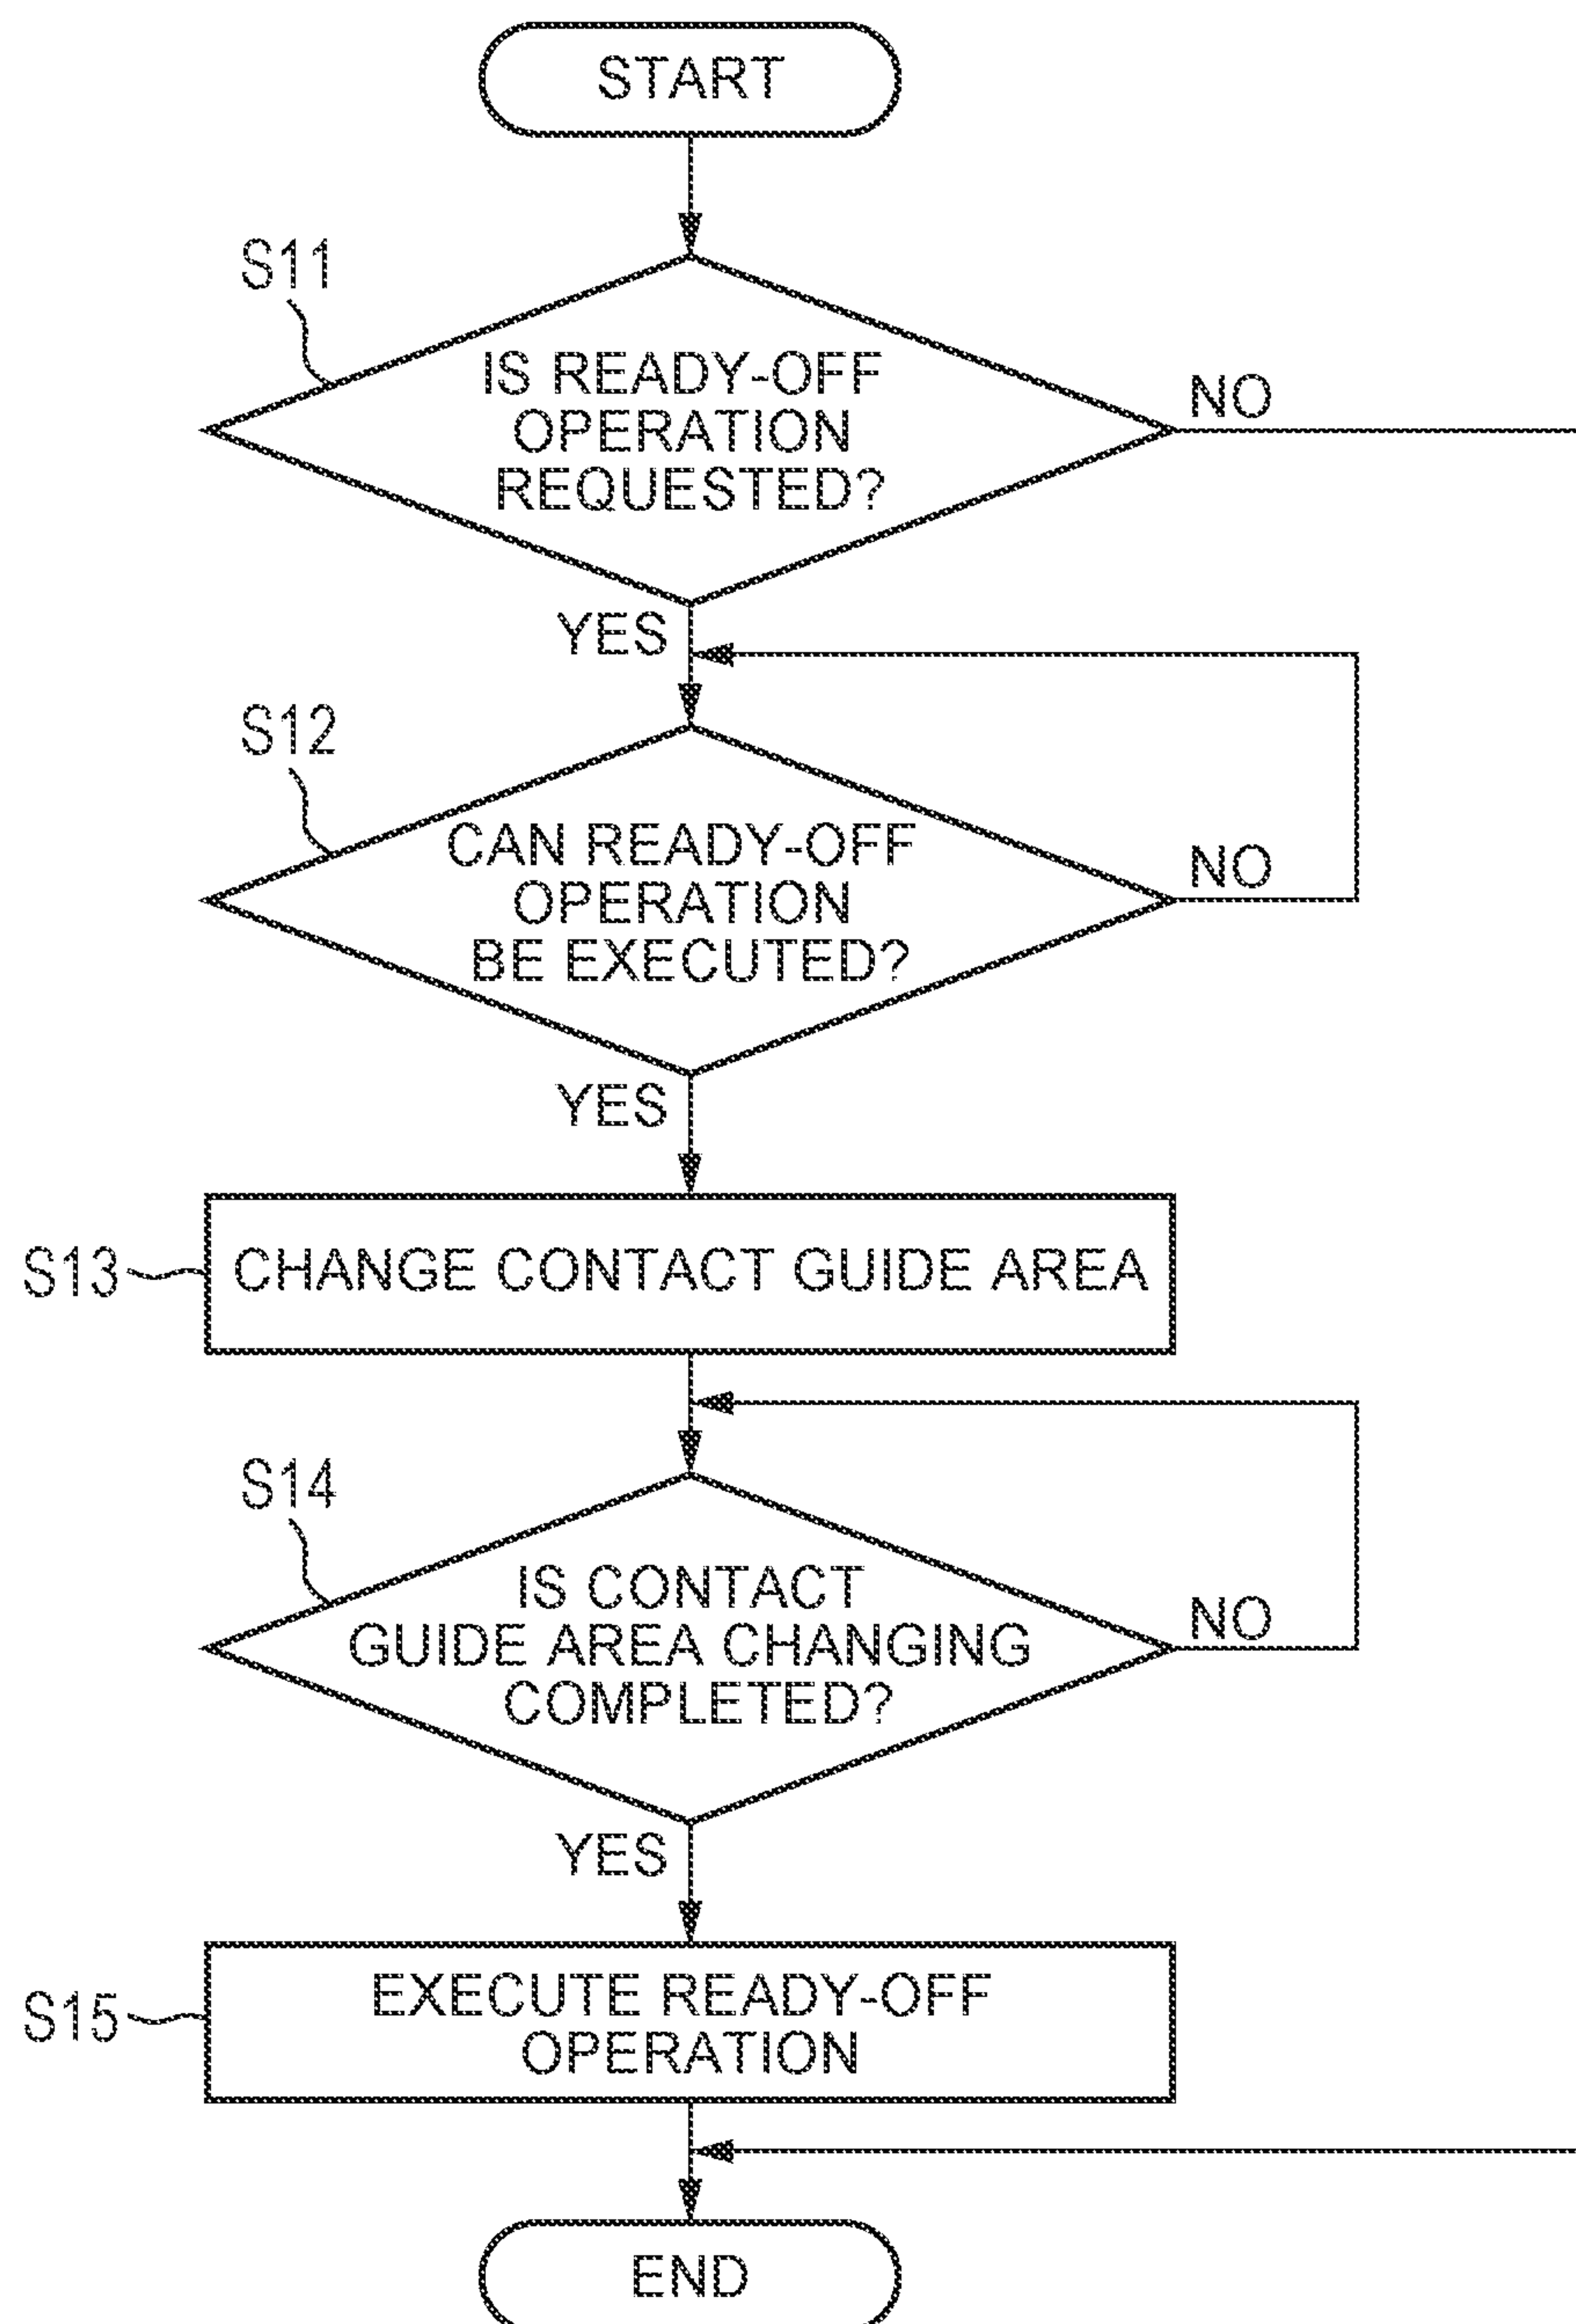 START
S11
IS READY-OFF
OPERATION
REQUESTED?
NO
YES
S12
CAN READY-OFF
OPERATION
BE EXECUTED?
NO
YES
S13
CHANGE CONTACT GUIDE AREA
S14
IS CONTACT
GUIDE AREA CHANGING
COMPLETED?
NO
YES
S15
EXECUTE READY-OFF
OPERATION
END